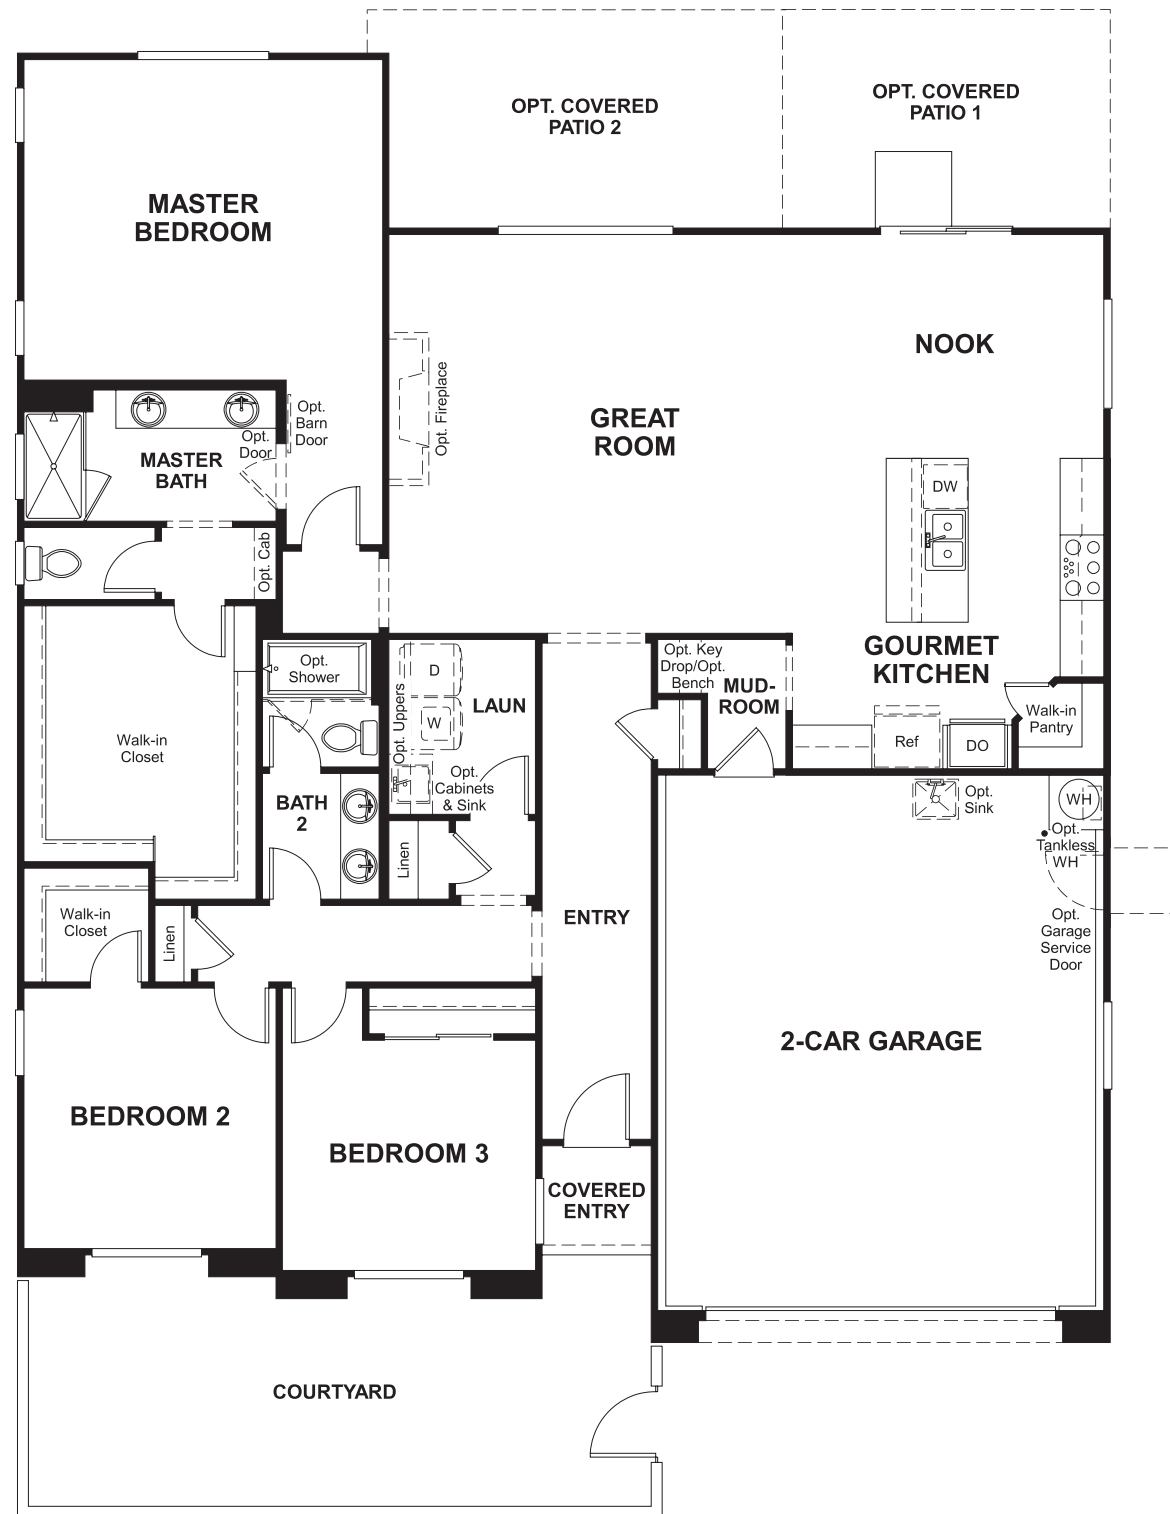 OPT. COVERED
PATIO 2
OPT. COVERED
PATIO 1
MASTER
BEDROOM
NOOK
GREAT
ROOM
Opt. Fireplace
Opt.
Barn
Door
Opt.
Door
MASTER
BATH
DW
Opt. Cab
GOURMET
KITCHEN
Opt.
Shower
D
W
Opt. Uppers
LAUN
Opt.
Cabinets
& Sink
Opt. Key
Drop/Opt.
Bench
MUD-
ROOM
Walk-in
Pantry
Ref
DO
Walk-in
Closet
BATH
2
Linen
Opt.
Sink
WH
Opt.
Tankless
WH
Walk-in
Closet
Linen
ENTRY
Opt.
Garage
Service
Door
2-CAR GARAGE
BEDROOM 2
BEDROOM 3
COVERED
ENTRY
COURTYARD